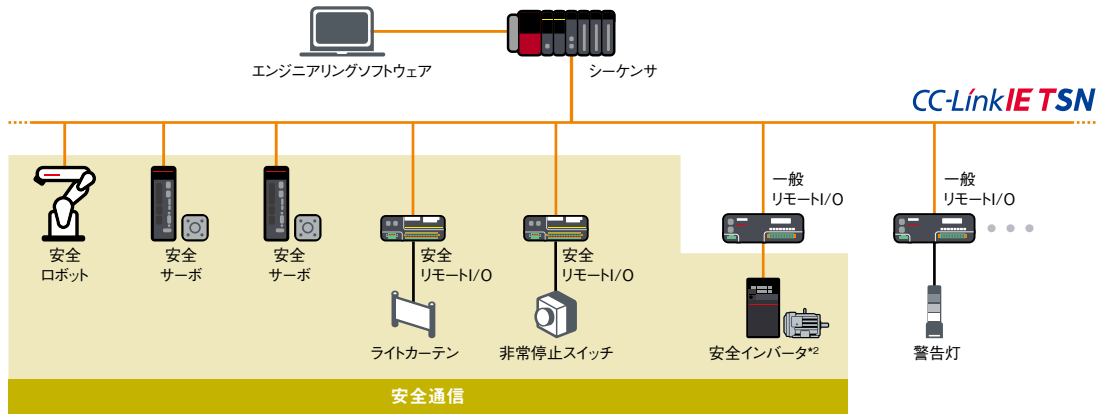 エンジニアリングソフトウェア
シーケンサ
CC-Link IE TSN
一般
リモートI/O
一般
リモートI/O
安全
ロボット
安全
サーボ
安全
サーボ
安全
リモートI/O
安全
リモートI/O
ライトカーテン
非常停止スイッチ
安全インバータ*2
警告灯
安全通信